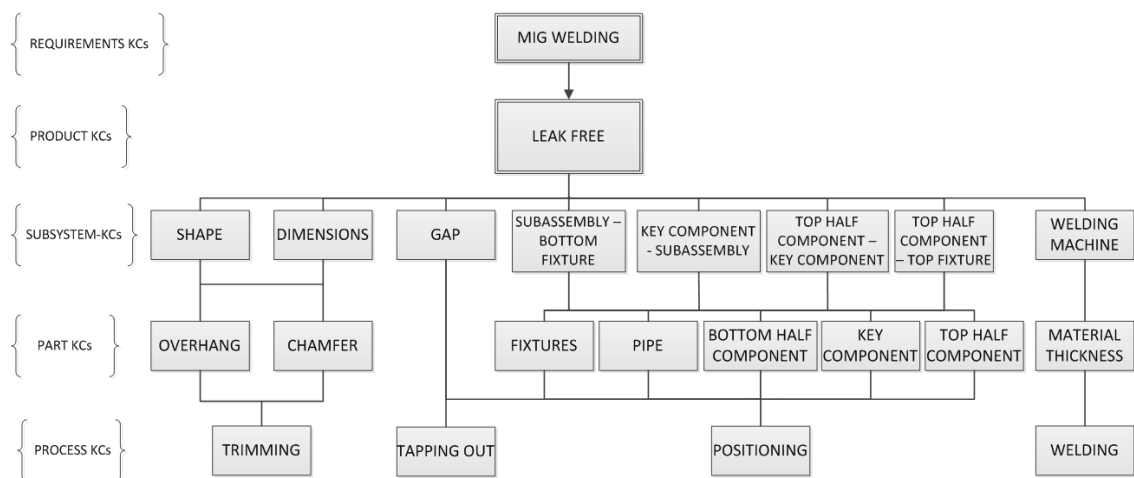 REQUIREMENTS KCs
MIG WELDING
PRODUCT KCs
LEAK FREE
SUBSYSTEM-KCs
SHAPE
DIMENSIONS
GAP
SUBASSEMBLY –
BOTTOM
FIXTURE
KEY COMPONENT
- SUBASSEMBLY
TOP HALF
COMPONENT –
KEY COMPONENT
TOP HALF
COMPONENT
– TOP FIXTURE
WELDING
MACHINE
PART KCs
OVERHANG
CHAMFER
FIXTURES
PIPE
BOTTOM HALF
COMPONENT
KEY
COMPONENT
TOP HALF
COMPONENT
MATERIAL
THICKNESS
PROCESS KCs
TRIMMING
TAPPING OUT
POSITIONING
WELDING